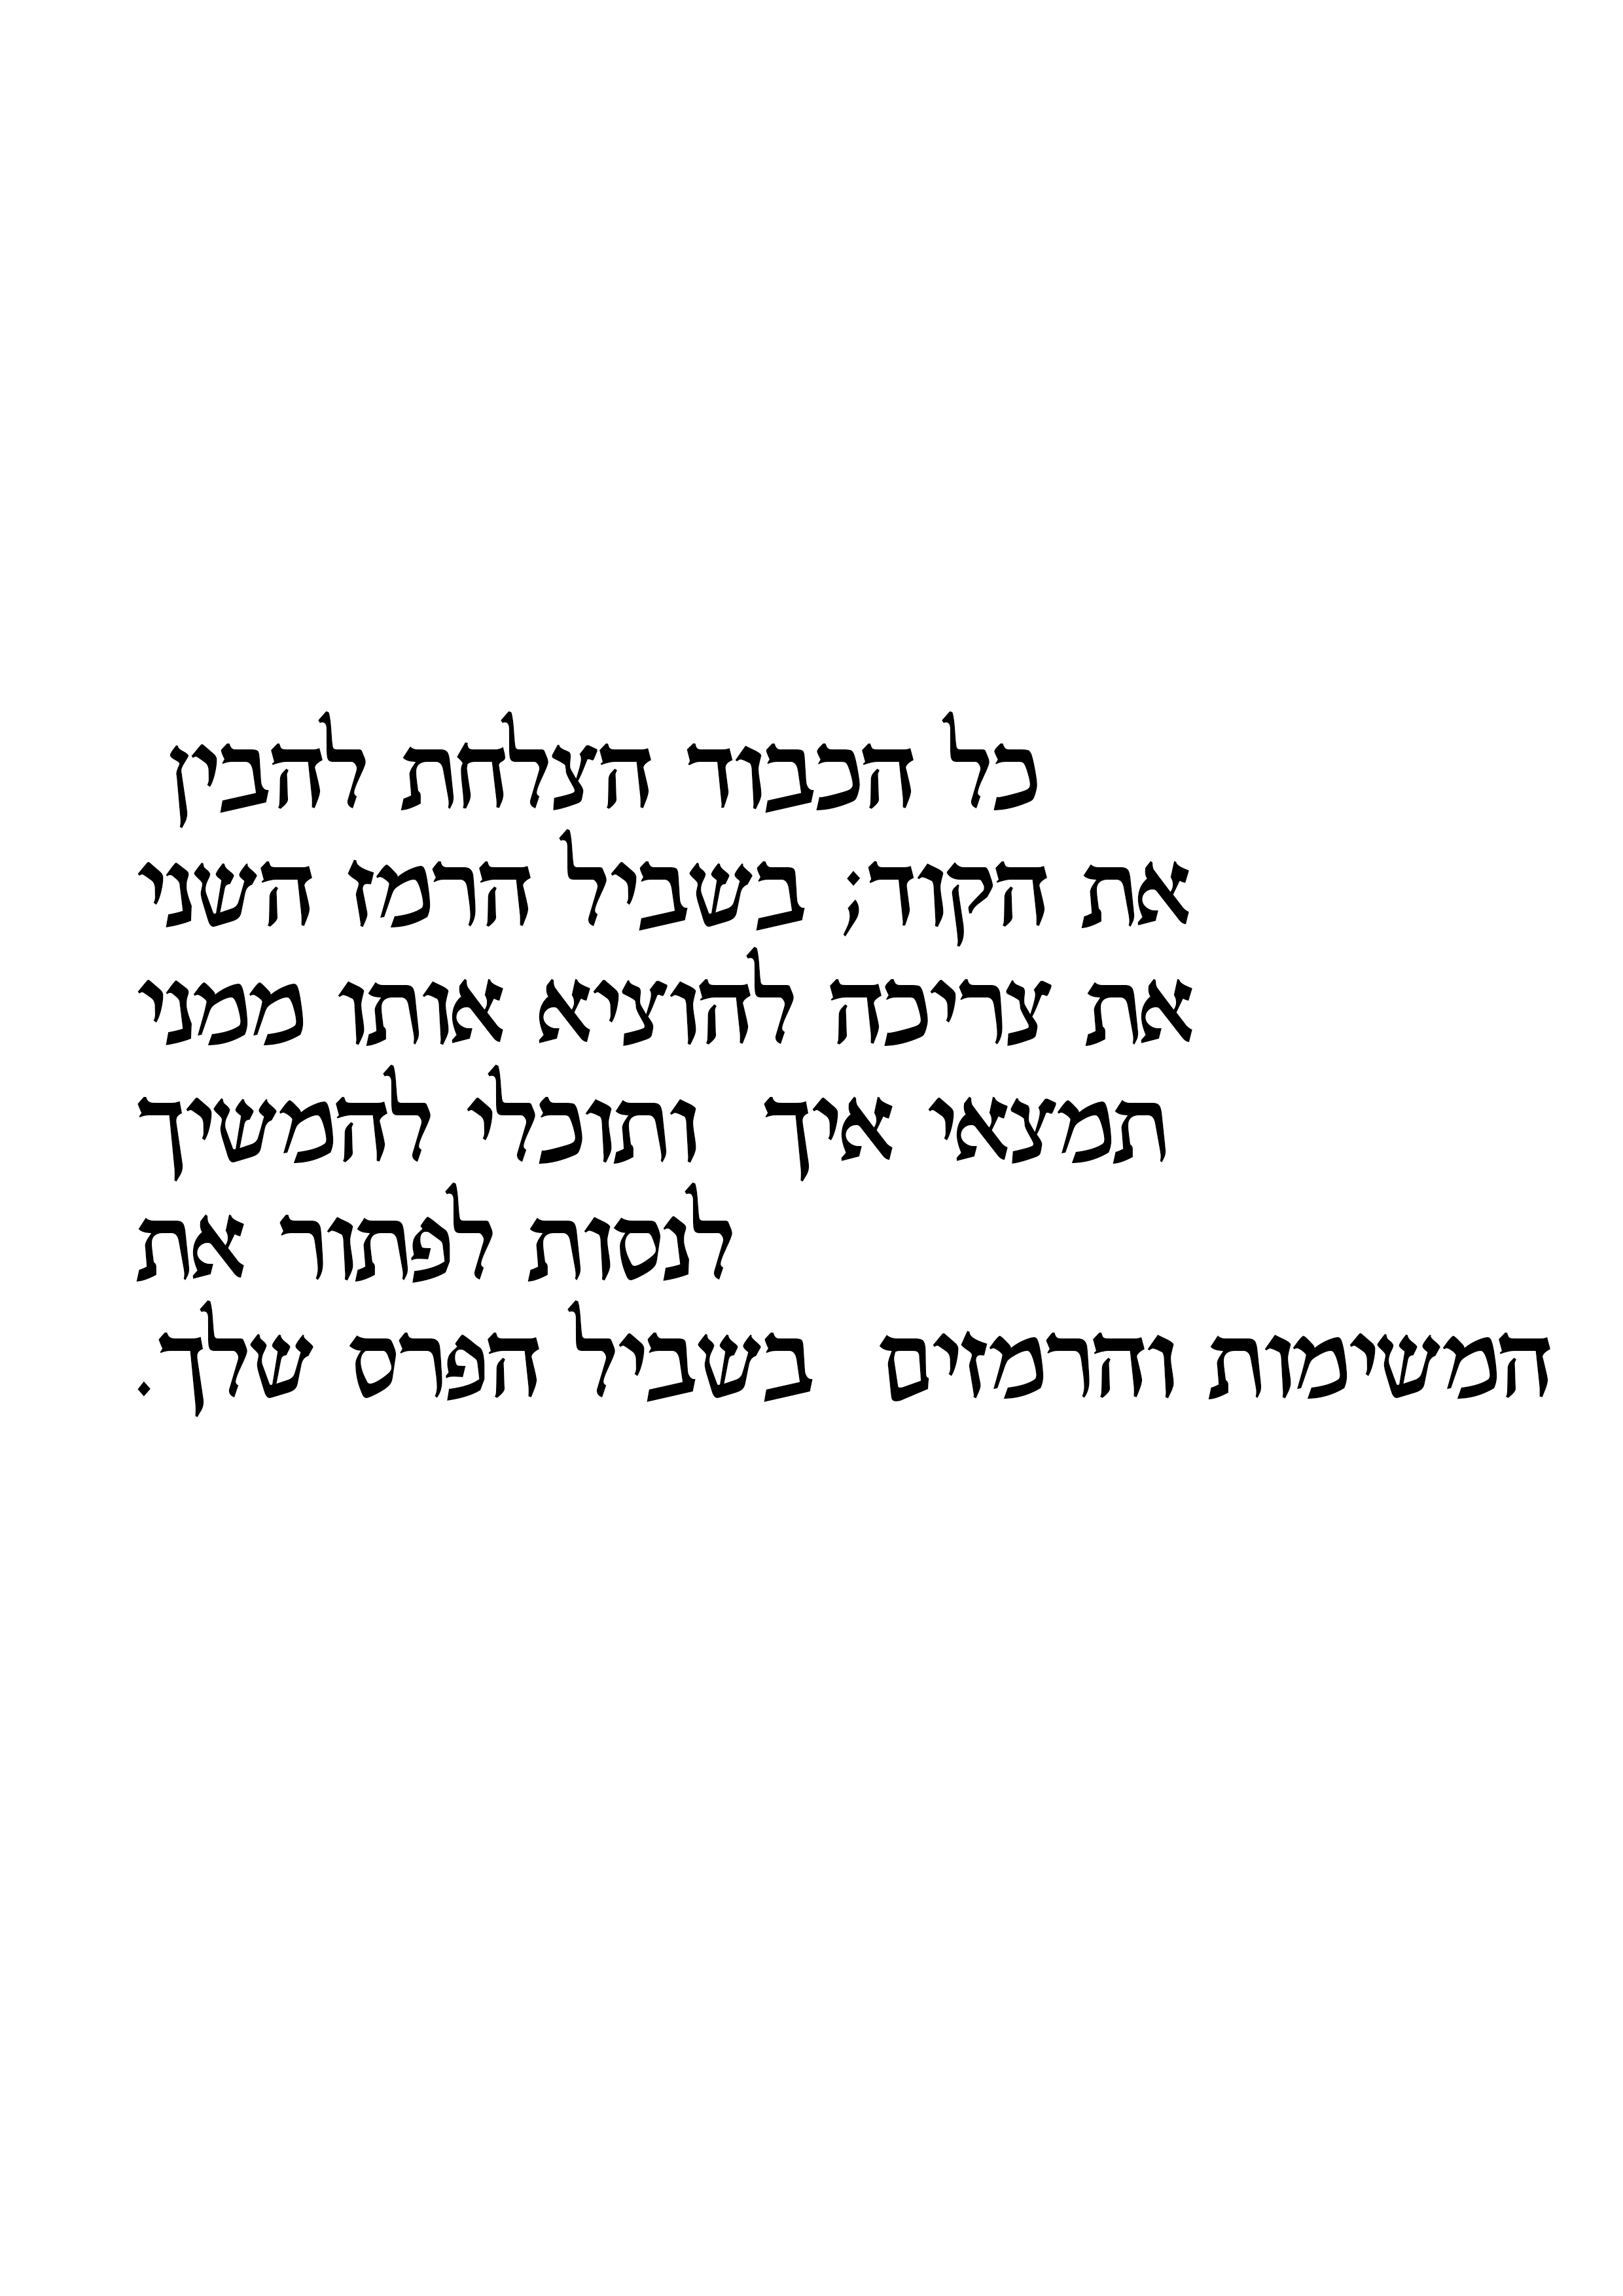 כל הכבוד הצלחת להבין
את הקוד; בשביל הרמז השני
את צריכה להוציא אותו ממני
תמצאי איך ותוכלי להמשיך
לנסות לפתור את
המשימות והרמזים בשביל הפרס שלך.